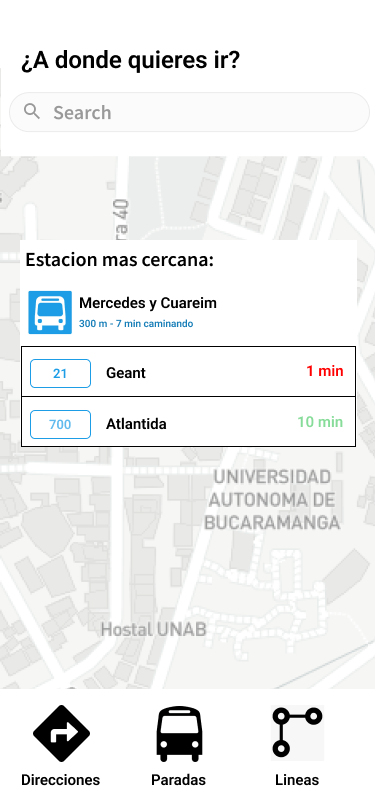 ¿A donde quieres ir?
Search
ra 40
Estacion mas cercana:
Mercedes y Cuareim
300 m - 7 min caminando
21 Geant 1 min
700 Atlantida 10 min
UNIVERSIDAD
AUTONOMA DE
BUCARAMANGA
Hostal UNAB
Direcciones Paradas Lineas